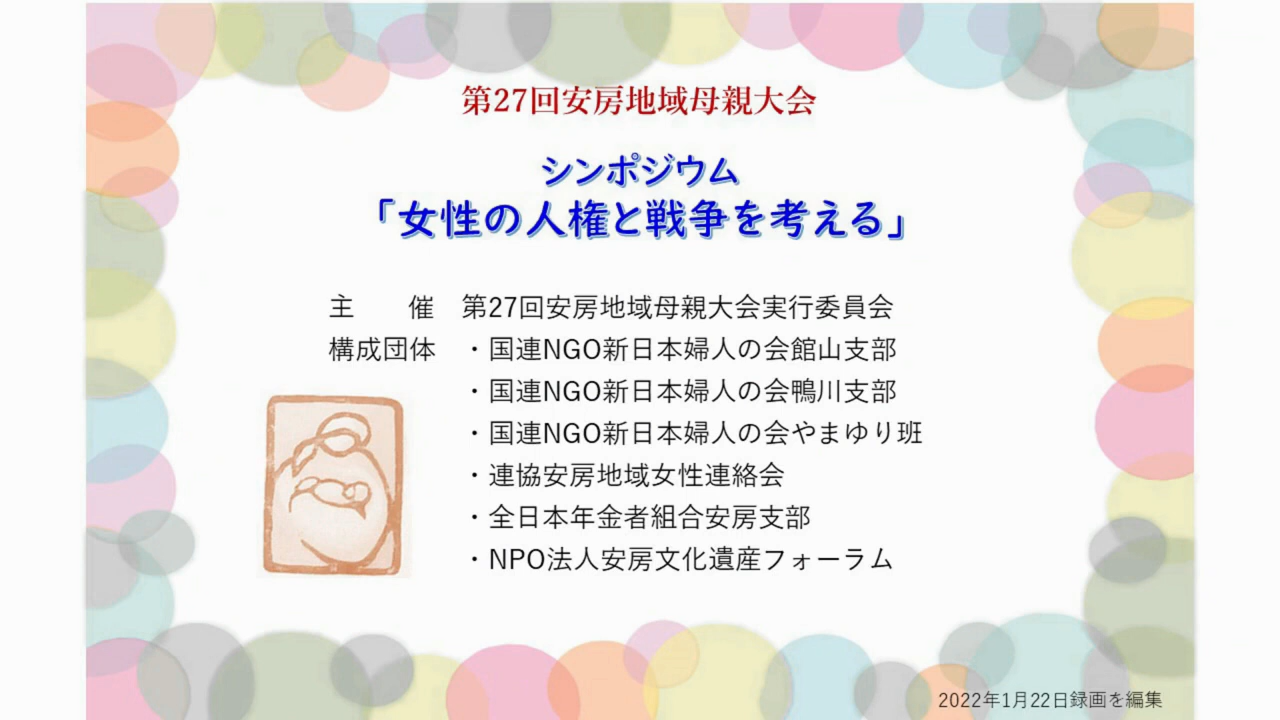 第27回安房地域母親大会
シンポジウム
「女性の人権と戦争を考える」
主　　催　第27回安房地域母親大会実行委員会
構成団体　・国連NGO新日本婦人の会館山支部
・国連NGO新日本婦人の会鴨川支部
・国連NGO新日本婦人の会やまゆり班
・連協安房地域女性連絡会
・全日本年金者組合安房支部
・NPO法人安房文化遺産フォーラム
2022年1月22日録画を編集